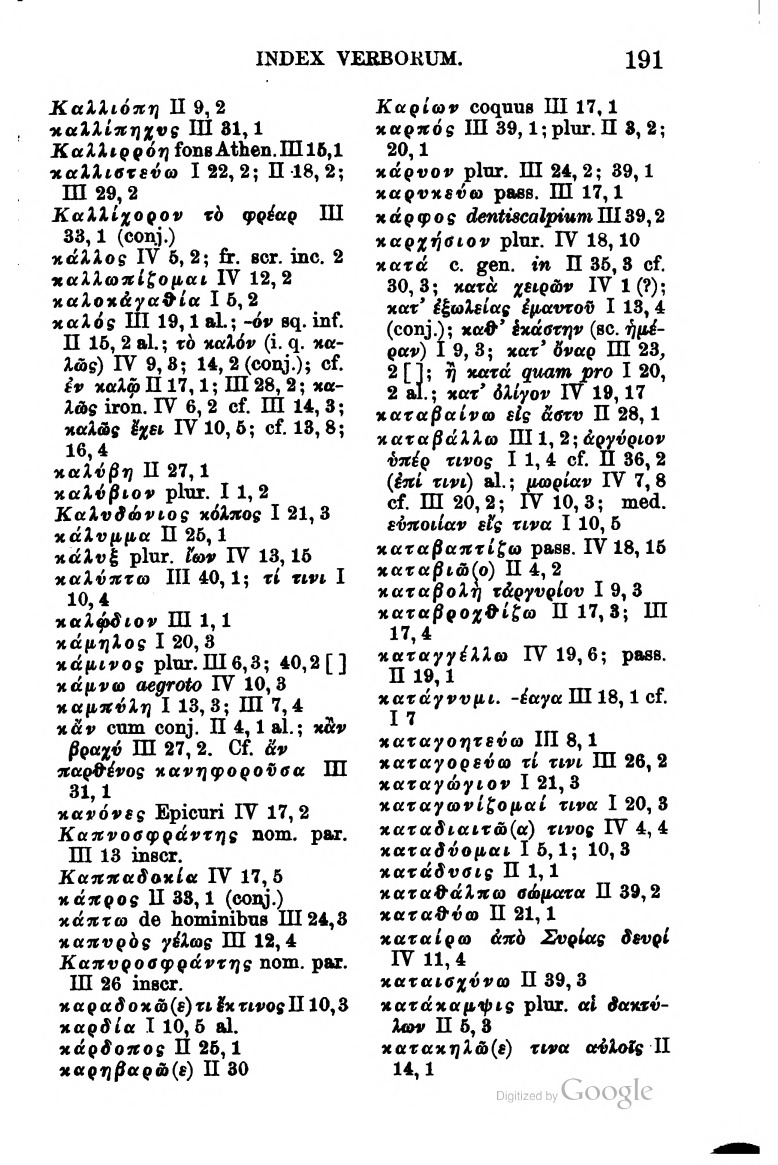 INDEX VERBORUM. 191
Καλλιόπη II 9, 2
καλλίπηχυς III 31, 1
Καλλιρρόη fons Athen. III 15, 1
καλλιστεύω I 22, 2; II 18, 2;
III 29, 2
Καλλίχορον τὸ φρέαρ III
33, 1 (conj.)
κάλλος IV 5, 2; fr. scr. inc. 2
καλλωπίζομαι IV 12, 2
καλοκἀγαθία I 5, 2
καλός III 19, 1 al.; -όν sq. inf.
II 15, 2 al.; τὸ καλόν (i. q. κα-
λῶς) IV 9, 3; 14, 2 (conj.); cf.
ἐν καλῷ II 17, 1; III 28, 2; κα-
λῶς iron. IV 6, 2 cf. III 14, 3;
καλῶς ἔχει IV 10, 5; cf. 13, 8;
16, 4
καλύβη II 27, 1
καλύβιον plur. I 1, 2
Καλυδώνιος κόλπος I 21, 3
κάλυμμα II 25, 1
κάλυξ plur. ἴων IV 13, 15
καλύπτω III 40, 1; τί τινι I
10, 4
καλῴδιον III 1, 1
κάμηλος I 20, 3
κάμινος plur. III 6, 3; 40, 2 [ ]
κάμνω aegroto IV 10, 3
καμπύλη I 13, 3; III 7, 4
κἄν cum conj. II 4, 1 al.; κἂν
βραχύ III 27, 2. Cf. ἄν
παρθένος κανηφοροῦσα III
31, 1
κανόνες Epicuri IV 17, 2
Καπνοσφράντης nom. par.
III 13 inscr.
Καππαδοκία IV 17, 5
κάπρος II 33, 1 (conj.)
κάπτω de hominibus III 24, 3
καπυρὸς γέλως III 12, 4
Καπυροσφράντης nom. par.
III 26 inscr.
καραδοκῶ(ε) τι ἔκ τινος II 10, 3
καρδία I 10, 5 al.
κάρδοπος II 25, 1
καρηβαρῶ(ε) II 30
Καρίων coquus III 17, 1
καρπός III 39, 1; plur. II 3, 2;
20, 1
κάρυον plur. III 24, 2; 39, 1
καρυκεύω pass. III 17, 1
κάρφος dentiscalpium III 39, 2
καρχήσιον plur. IV 18, 10
κατά c. gen. in II 35, 3 cf.
30, 3; κατὰ χειρῶν IV 1 (?);
κατ' ἐξωλείας ἐμαυτοῦ I 13, 4
(conj.); καθ' ἑκάστην (sc. ἡμέ-
ραν) I 9, 3; κατ' ὄναρ III 23,
2 [ ]; ἢ κατά quam pro I 20,
2 al.; κατ' ὀλίγον IV 19, 17
καταβαίνω εἰς ἄστυ II 28, 1
καταβάλλω III 1, 2; ἀργύριον
ὑπέρ τινος I 1, 4 cf. II 36, 2
(ἐπί τινι) al.; μωρίαν IV 7, 8
cf. III 20, 2; IV 10, 3; med.
εὐποιίαν εἴς τινα I 10, 5
καταβαπτίζω pass. IV 18, 15
καταβιῶ(ο) II 4, 2
καταβολὴ τἀργυρίου I 9, 3
καταβροχθίζω II 17, 3; III
17, 4
καταγγέλλω IV 19, 6; pass.
II 19, 1
κατάγνυμι. -έαγα III 18, 1 cf.
I 7
καταγοητεύω III 8, 1
καταγορεύω τί τινι III 26, 2
καταγώγιον I 21, 3
καταγωνίζομαί τινα I 20, 3
καταδιαιτῶ(α) τινος IV 4, 4
καταδύομαι I 5, 1; 10, 3
κατάδυσις II 1, 1
καταθάλπω σώματα II 39, 2
καταθύω II 21, 1
καταίρω ἀπὸ Συρίας δευρί
IV 11, 4
καταισχύνω II 39, 3
κατάκαμψις plur. αἱ δακτύ-
λων II 5, 3
κατακηλῶ(ε) τινα αὐλοῖς II
14, 1
Digitized by Google